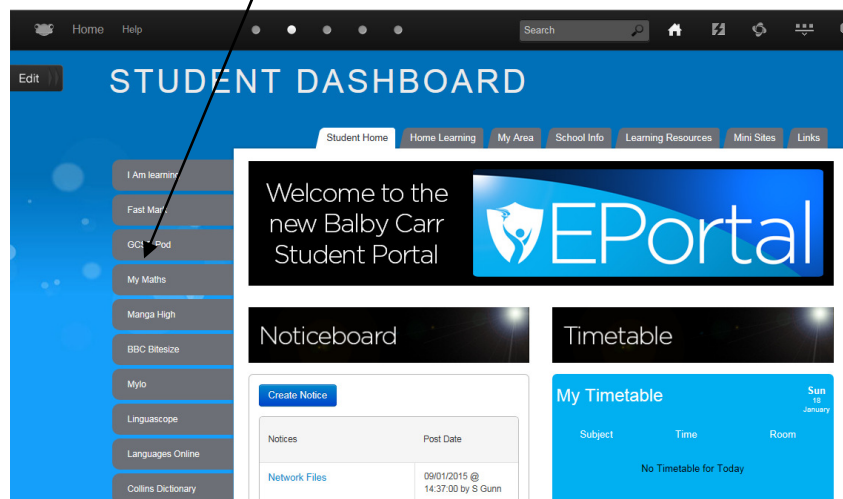 Home Help Search
Edit
STUDENT DASHBOARD
Student Home Home Learning My Area School Info Learning Resources Mini Sites Links
I Am learning
Fast Mark
GCSE Pod
My Maths
Manga High
BBC Bitesize
Mylo
Linguascope
Languages Online
Collins Dictionary
Welcome to the
new Balby Carr
Student Portal
EPortal
Noticeboard
Create Notice
Notices Post Date
Network Files 09/01/2015 @
14:37:00 by S Gunn
Timetable
My Timetable Sun
18
January
Subject Time Room
No Timetable for Today